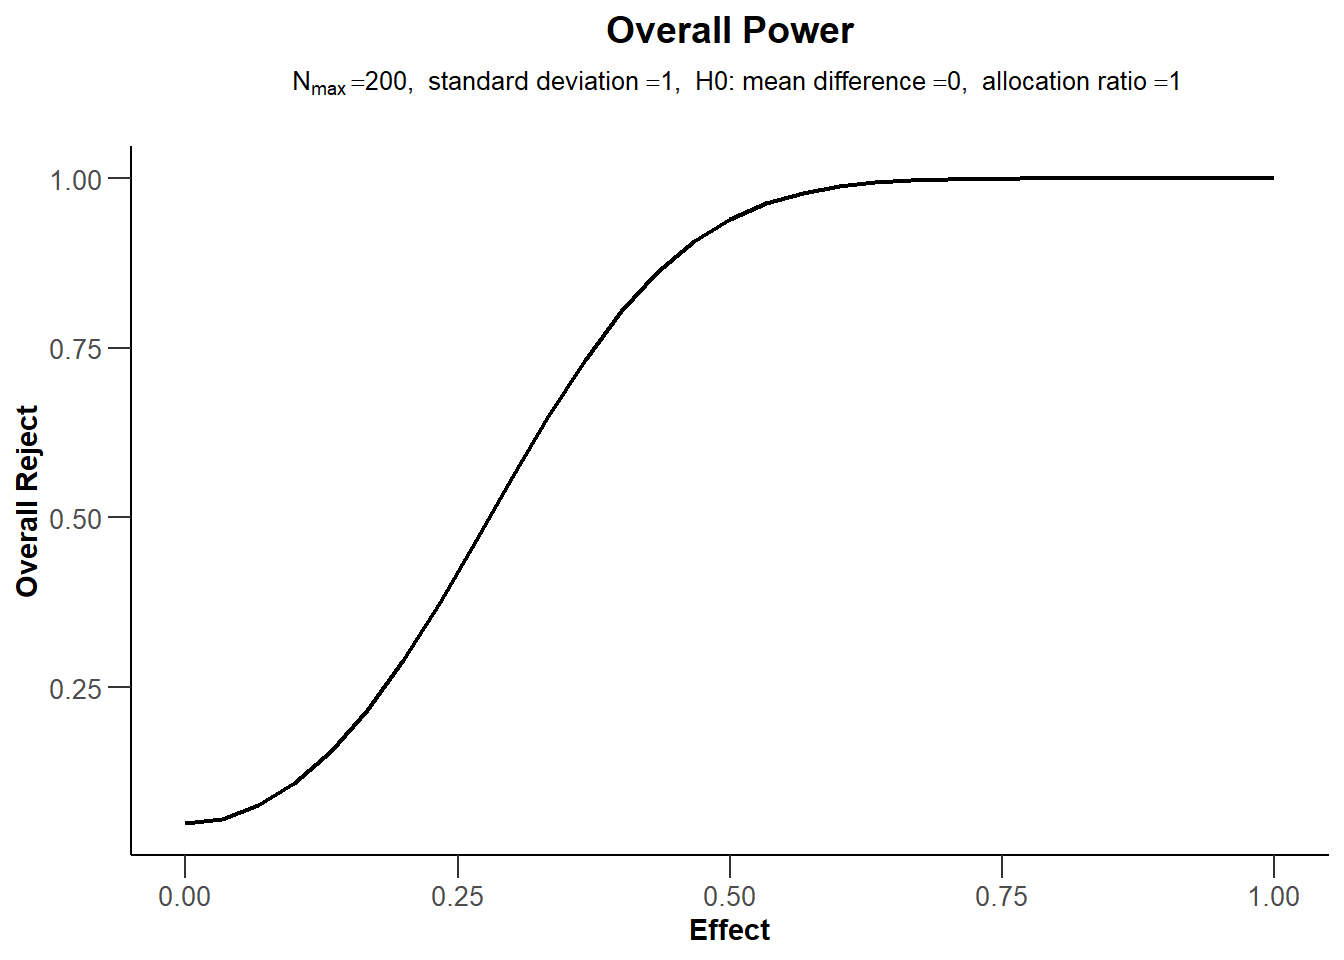 Overall Power
Nmax =200, standard deviation =1, H0: mean difference =0, allocation ratio =1
1.00
0.75
0.50
0.25
Overall Reject
0.00 0.25 0.50 0.75 1.00
Effect